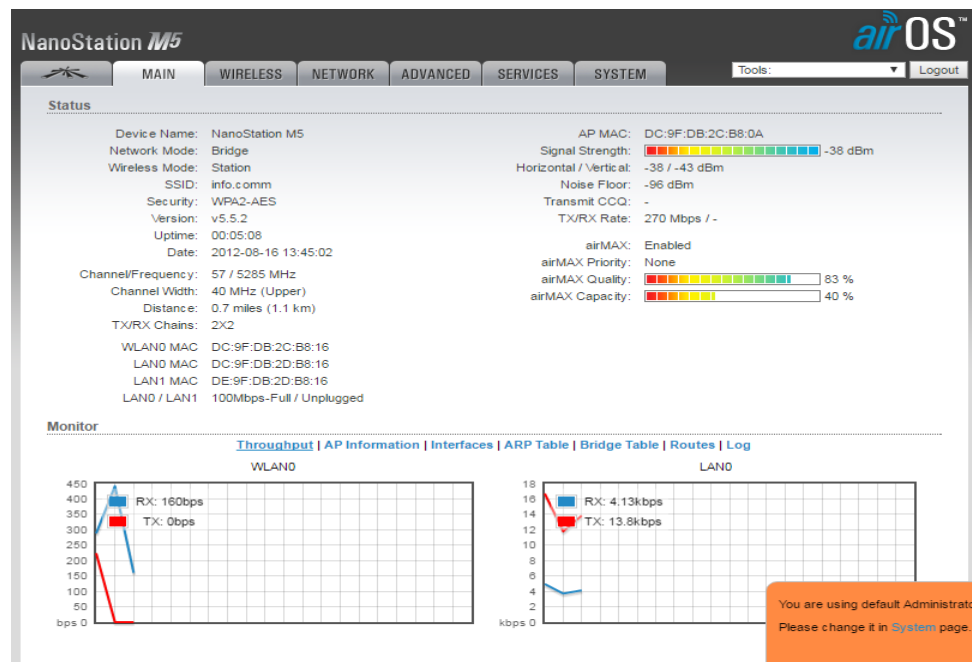 NanoStation M5
airOS™
MAIN
WIRELESS
NETWORK
ADVANCED
SERVICES
SYSTEM
Tools:
Logout
Status
Device Name: NanoStation M5
Network Mode: Bridge
Wireless Mode: Station
SSID: info.comm
Security: WPA2-AES
Version: v5.5.2
Uptime: 00:05:08
Date: 2012-08-16 13:45:02
Channel/Frequency: 57 / 5285 MHz
Channel Width: 40 MHz (Upper)
Distance: 0.7 miles (1.1 km)
TX/RX Chains: 2X2
WLAN0 MAC DC:9F:DB:2C:B8:16
LAN0 MAC DC:9F:DB:2D:B8:16
LAN1 MAC DE:9F:DB:2D:B8:16
LAN0 / LAN1 100Mbps-Full / Unplugged
AP MAC: DC:9F:DB:2C:B8:0A
Signal Strength: -38 dBm
Horizontal / Vertical: -38 / -43 dBm
Noise Floor: -96 dBm
Transmit CCQ: -
TX/RX Rate: 270 Mbps / -
airMAX: Enabled
airMAX Priority: None
airMAX Quality: 83 %
airMAX Capacity: 40 %
Monitor
Throughput | AP Information | Interfaces | ARP Table | Bridge Table | Routes | Log
WLAN0
450
400
350
300
250
200
150
100
50
bps 0
RX: 160bps
TX: 0bps
LAN0
18
16
14
12
10
8
6
4
2
kbps 0
RX: 4.13kbps
TX: 13.8kbps
You are using default Administrato
Please change it in System page.